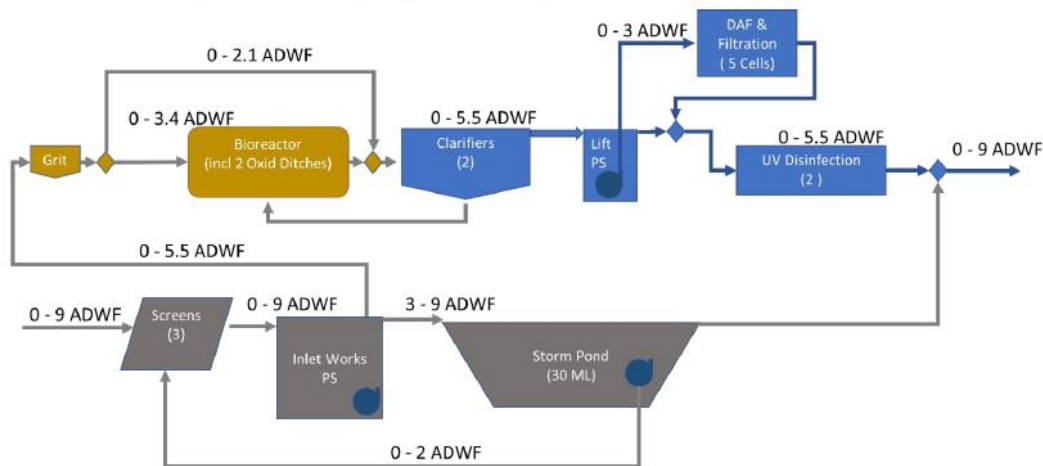 0 - 3 ADWF
DAF &
Filtration
( 5 Cells)
0 - 2.1 ADWF
0 - 3.4 ADWF
Grit
Bioreactor
(incl 2 Oxid Ditches)
0 - 5.5 ADWF
Clarifiers
(2)
Lift
PS
0 - 5.5 ADWF
UV Disinfection
(2 )
0 - 9 ADWF
0 - 5.5 ADWF
0 - 9 ADWF
Screens
(3)
0 - 9 ADWF
Inlet Works
PS
3 - 9 ADWF
Storm Pond
(30 ML)
0 - 2 ADWF